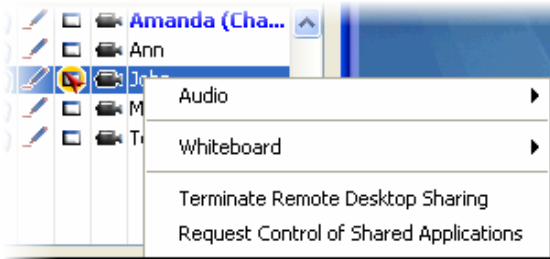 Amanda (Cha...
Ann
John
Audio
M
Whiteboard
Terminate Remote Desktop Sharing
Request Control of Shared Applications